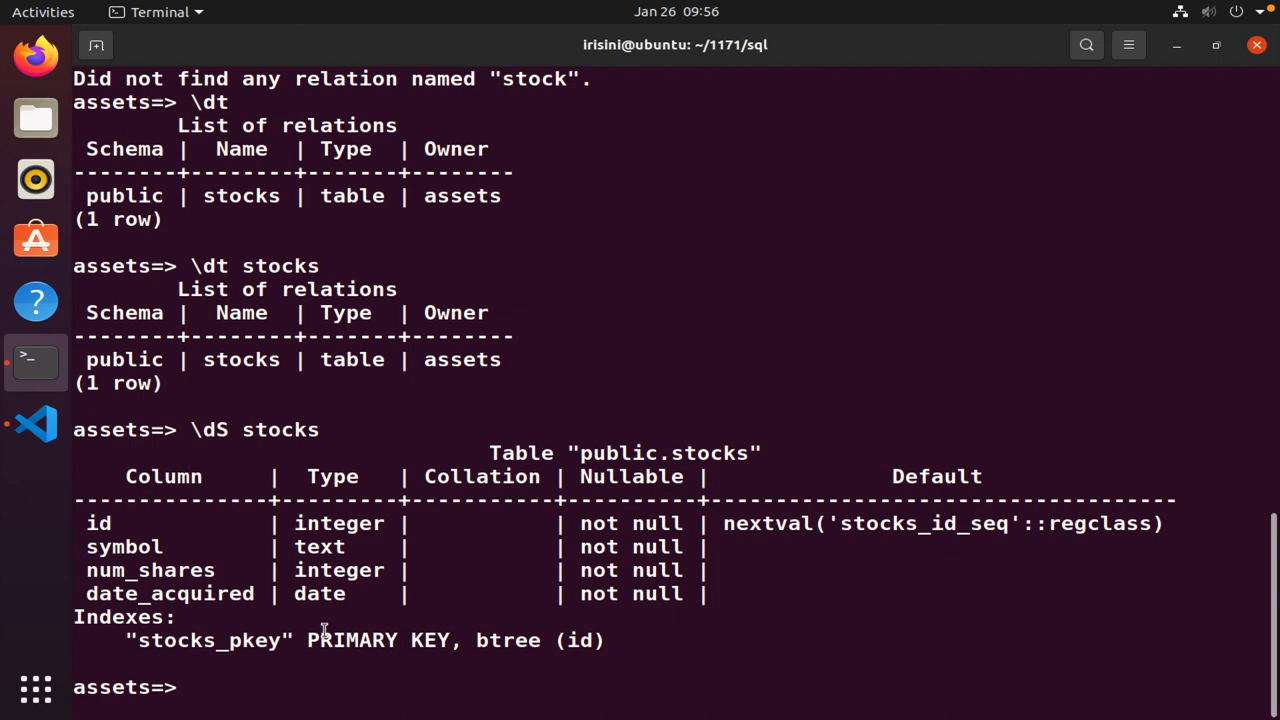 Activities
Terminal
Jan 26 09:56
irisini@ubuntu: ~/1171/sql
Did not find any relation named "stock".
assets=> \dt
        List of relations
 Schema |  Name  | Type  | Owner
--------+--------+-------+--------
 public | stocks | table | assets
(1 row)
assets=> \dt stocks
        List of relations
 Schema |  Name  | Type  | Owner
--------+--------+-------+--------
 public | stocks | table | assets
(1 row)
assets=> \dS stocks
                                Table "public.stocks"
    Column     |  Type   | Collation | Nullable |              Default
---------------+---------+-----------+----------+------------------------------------
 id            | integer |           | not null | nextval('stocks_id_seq'::regclass)
 symbol        | text    |           | not null |
 num_shares    | integer |           | not null |
 date_acquired | date    |           | not null |
Indexes:
    "stocks_pkey" PRIMARY KEY, btree (id)
assets=>